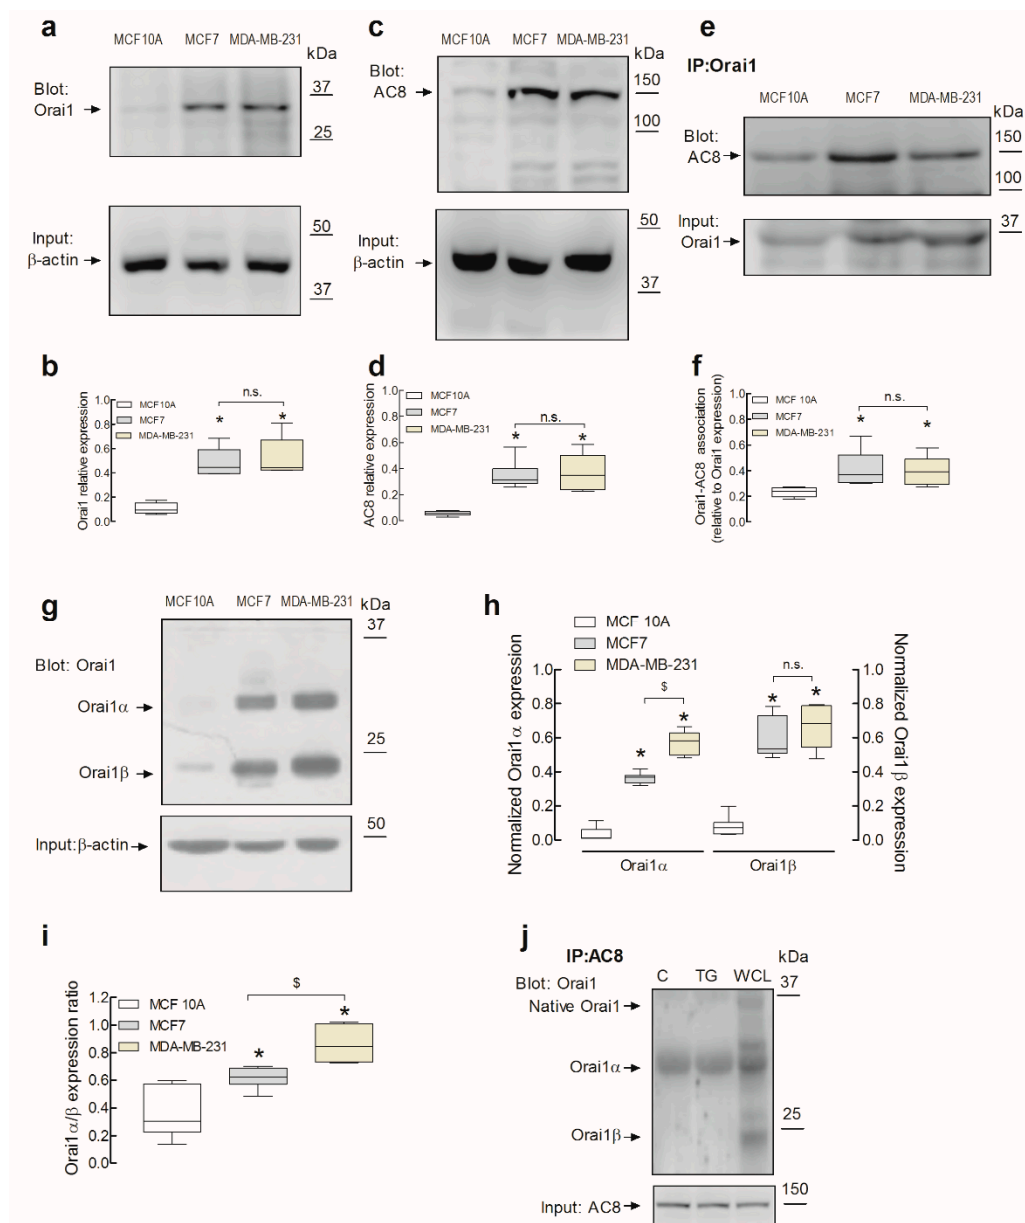 a
MCF10A MCF7 MDA-MB-231
kDa
Blot:
Orai1
37
25
Input:
β-actin
50
37
c
MCF10A MCF7 MDA-MB-231
kDa
Blot:
AC8
150
100
Input:
β-actin
50
37
e
IP:Orai1
MCF10A MCF7 MDA-MB-231
kDa
Blot:
AC8
150
100
Input:
Orai1
37
b
Orai1 relative expression
1.0
0.8
0.6
0.4
0.2
0.0
MCF10A
MCF7
MDA-MB-231
* n.s. *
d
AC8 relative expression
1.0
0.8
0.6
0.4
0.2
0.0
MCF10A
MCF7
MDA-MB-231
* n.s. *
f
Orai1-AC8 association
(relative to Orai1 expression)
1.0
0.8
0.6
0.4
0.2
0.0
MCF 10A
MCF7
MDA-MB-231
* n.s. *
g
MCF10A MCF7 MDA-MB-231
kDa
37
Blot: Orai1
Orai1α
25
Orai1β
50
Input:β-actin
h
MCF 10A
MCF7
MDA-MB-231
Normalized Orai1α expression
1.0
0.8
0.6
0.4
0.2
0.0
* $ *
* n.s. *
Orai1α Orai1β
Normalized Orai1β expression
1.0
0.8
0.6
0.4
0.2
0.0
i
Orai1α/β expression ratio
1.2
1.0
0.8
0.6
0.4
0.2
0.0
MCF 10A
MCF7
MDA-MB-231
* $ *
j
IP:AC8
kDa
C TG WCL
Blot: Orai1
37
Native Orai1
Orai1α
25
Orai1β
150
Input: AC8